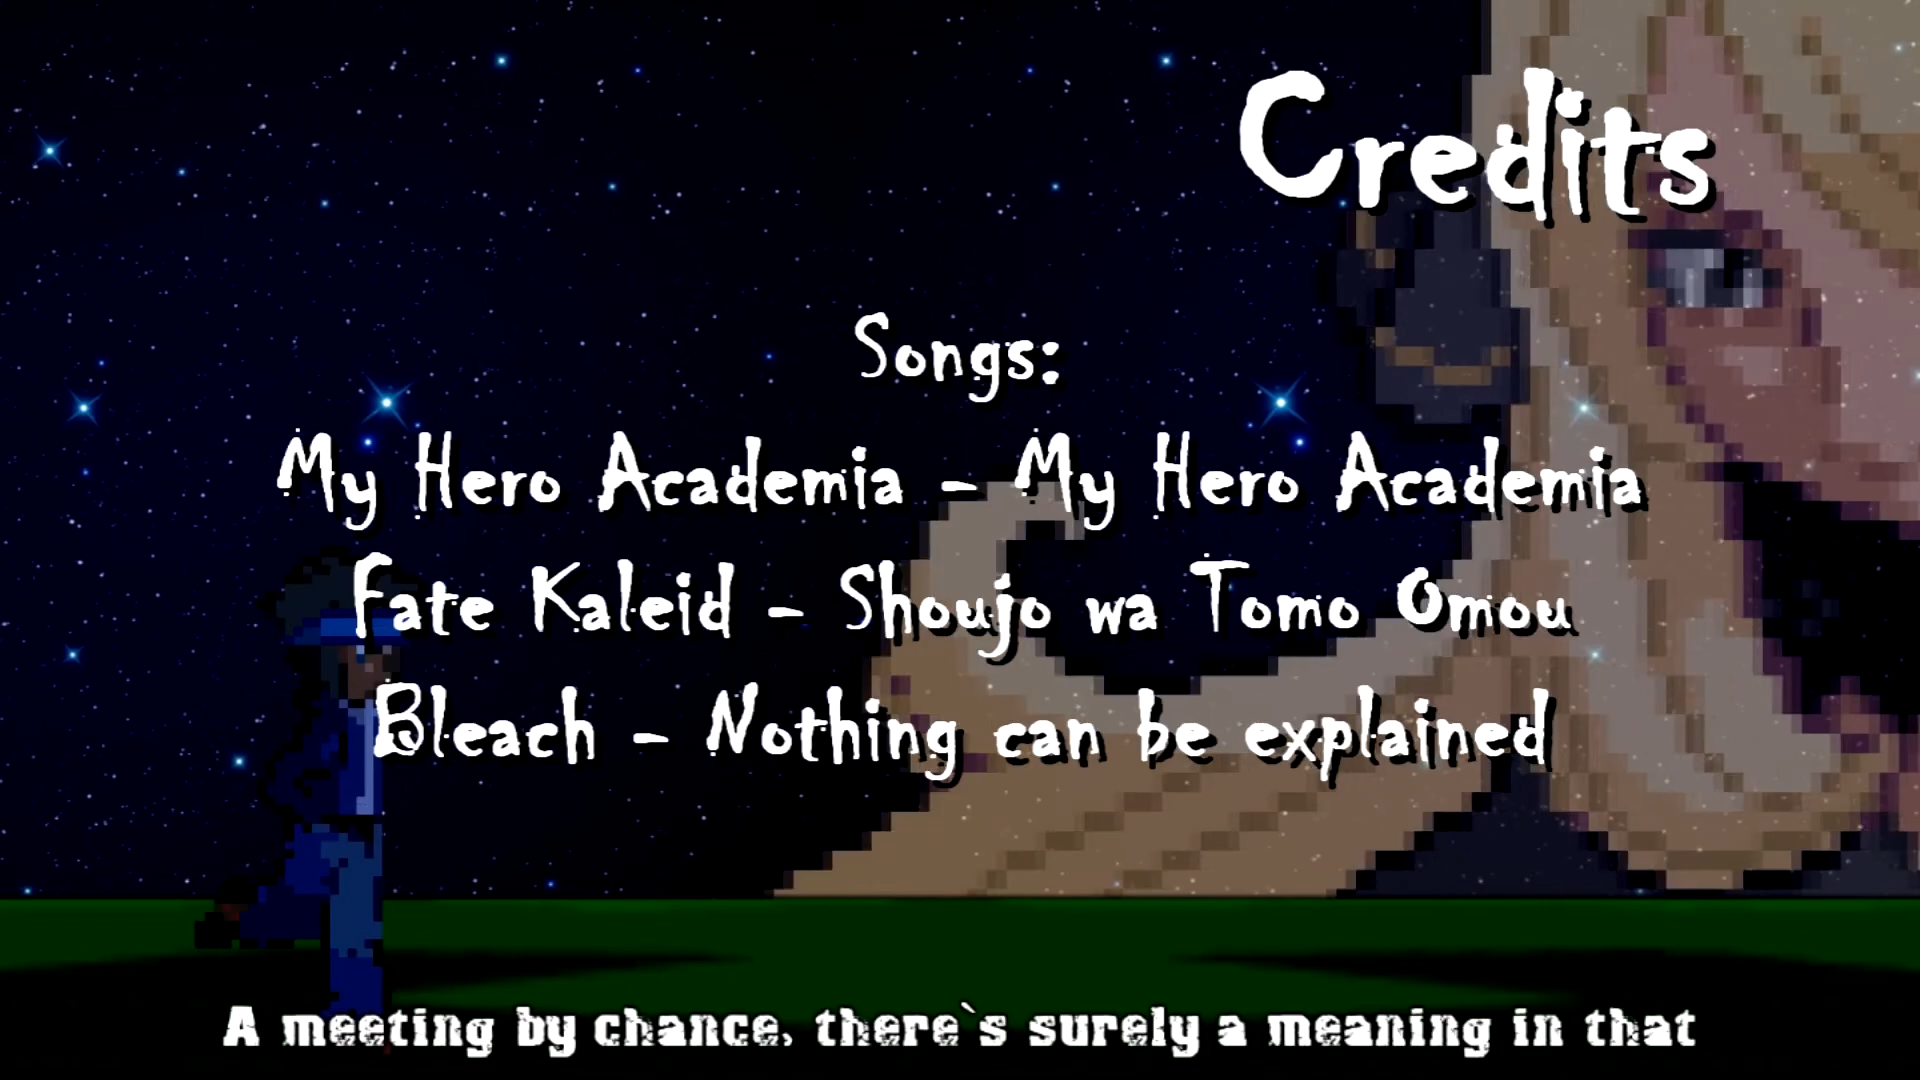 Credits
Songs:
My Hero Academia - My Hero Academia
Fate Kaleid - Shoujo wa Tomo Omou
Bleach - Nothing can be explained
A meeting by chance, there`s surely a meaning in that